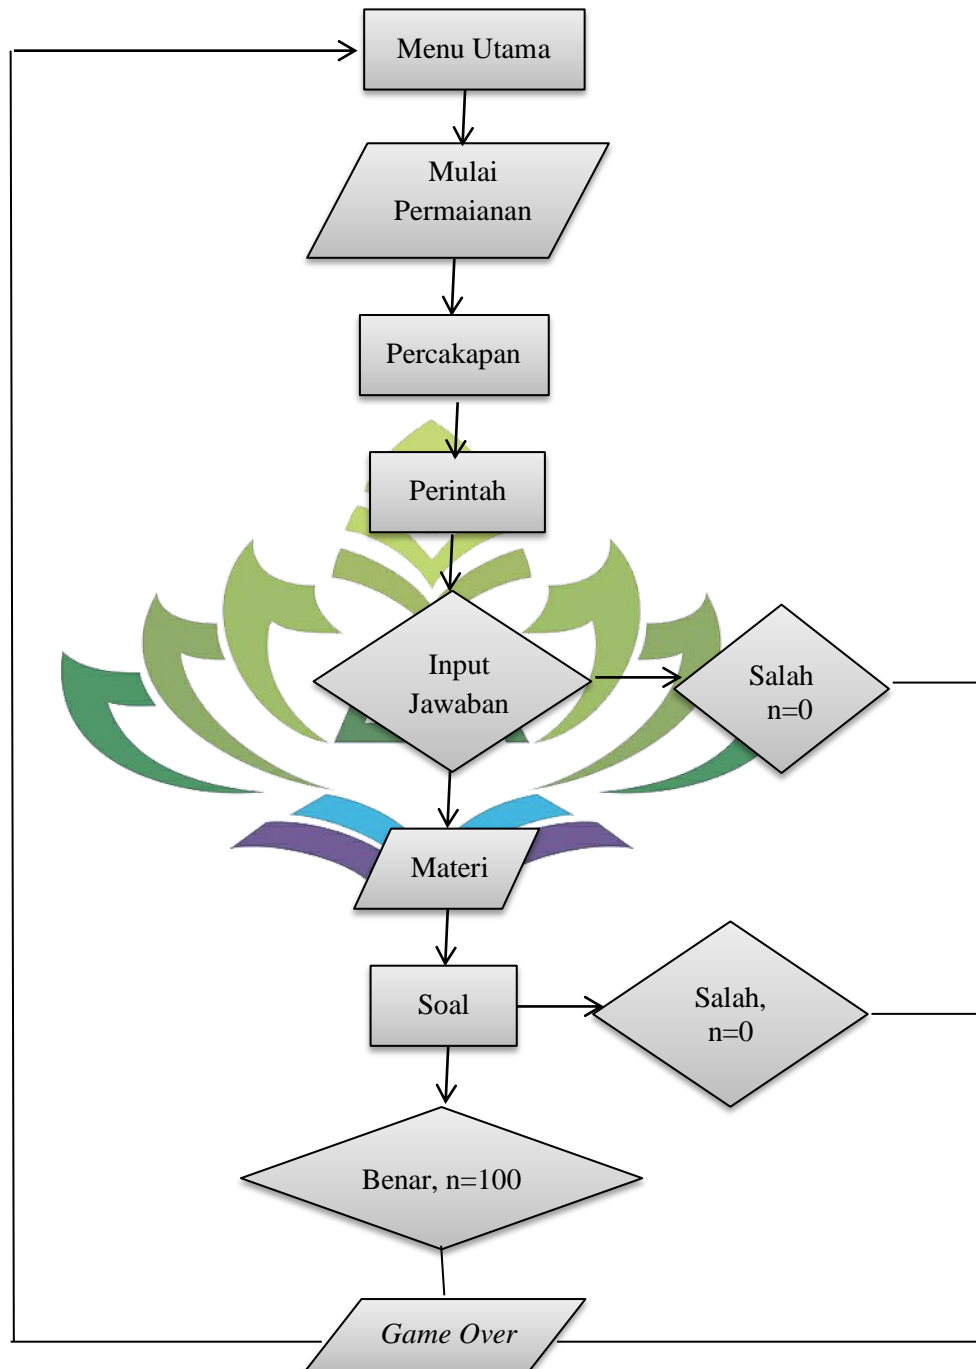 Menu Utama
Mulai
Permaianan
Percakapan
Perintah
Input
Jawaban
Salah
n=0
Materi
Soal
Salah,
n=0
Benar, n=100
Game Over